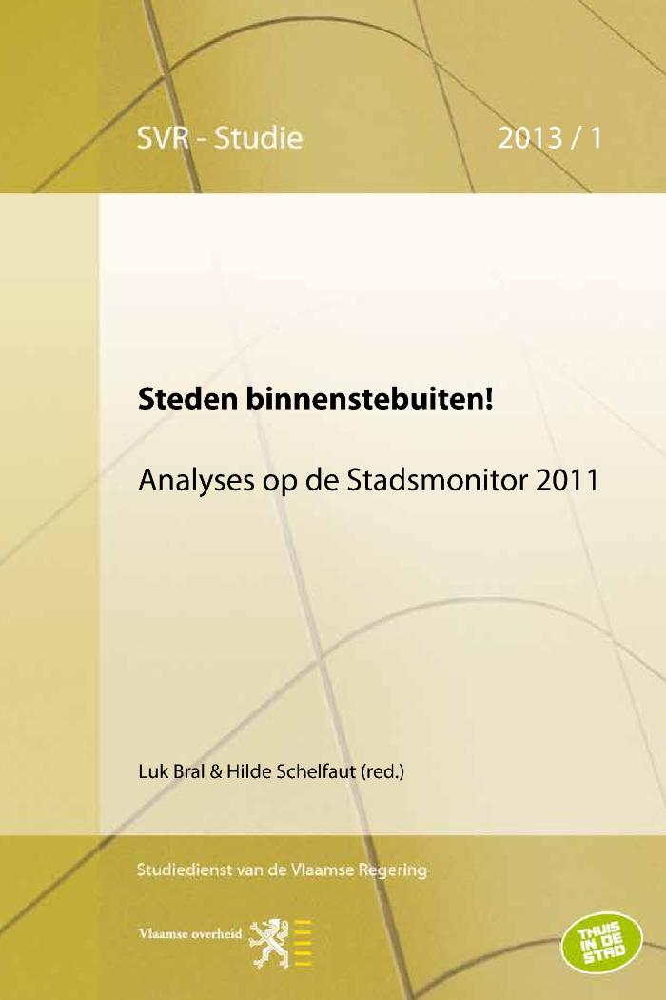 SVR - Studie 2013 / 1
Steden binnenstebuiten!
Analyses op de Stadsmonitor 2011
Luk Bral & Hilde Schelfaut (red.)
Studiedienst van de Vlaamse Regering
Vlaamse overheid
THUIS
IN DE
STAD